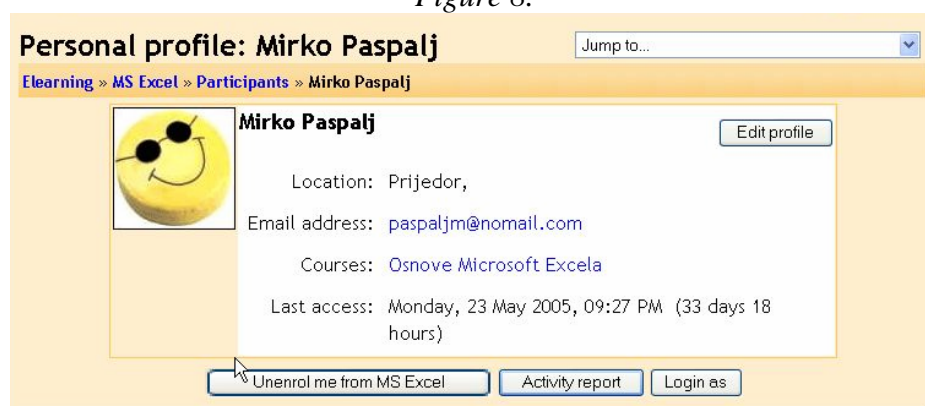 Figure 8.
Personal profile: Mirko Paspalj
Jump to...
Elearning » MS Excel » Participants » Mirko Paspalj
Mirko Paspalj
Edit profile
Location: Prijedor,
Email address: paspaljm@nomail.com
Courses: Osnove Microsoft Excela
Last access: Monday, 23 May 2005, 09:27 PM (33 days 18
hours)
Unenrol me from MS Excel
Activity report
Login as